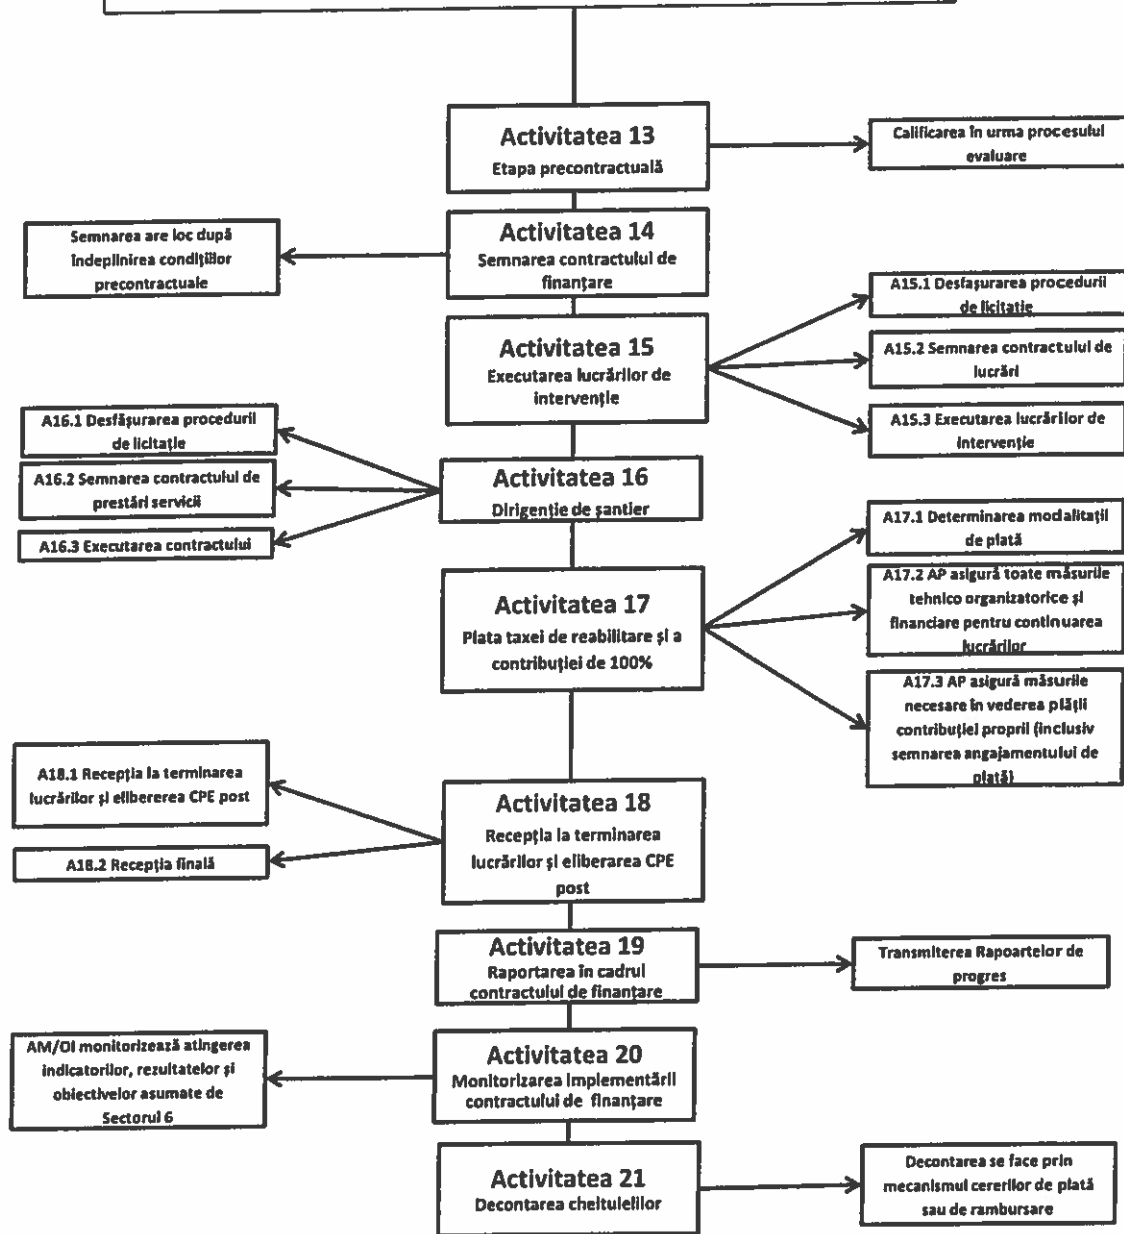 Activitatea 13
Etapa precontractuală
Calificarea în urma procesului
evaluare
Activitatea 14
Semnarea contractului de
finanțare
Semnarea are loc după
îndeplinirea condițiilor
precontractuale
Activitatea 15
Executarea lucrărilor de
intervenție
A15.1 Desfașurarea procedurii
de licitatie
A15.2 Semnarea contractului de
lucrări
A15.3 Executarea lucrărilor de
intervenție
Activitatea 16
Dirigenție de șantier
A16.1 Desfășurarea procedurii
de licitație
A16.2 Semnarea contractului de
prestări servicii
A16.3 Executarea contractului
Activitatea 17
Plata taxei de reabilitare și a
contribuției de 100%
A17.1 Determinarea modalitații
de plată
A17.2 AP asigură toate măsurile
tehnico organizatorice și
financiare pentru continuarea
lucrărilor
A17.3 AP asigură măsurile
necesare în vederea plății
contribuției proprii (inclusiv
semnarea angajamentului de
plată)
Activitatea 18
Recepția la terminarea
lucrărilor și eliberarea CPE
post
A18.1 Recepția la terminarea
lucrărilor și elibererea CPE post
A18.2 Recepția finală
Activitatea 19
Raportarea în cadrul
contractului de finanțare
Transmiterea Rapoartelor de
progres
Activitatea 20
Monitorizarea implementării
contractului de finanțare
AM/OI monitorizează atingerea
indicatorilor, rezultatelor și
obiectivelor asumate de
Sectorul 6
Activitatea 21
Decontarea cheltuielilor
Decontarea se face prin
mecanismul cererilor de plată
sau de rambursare